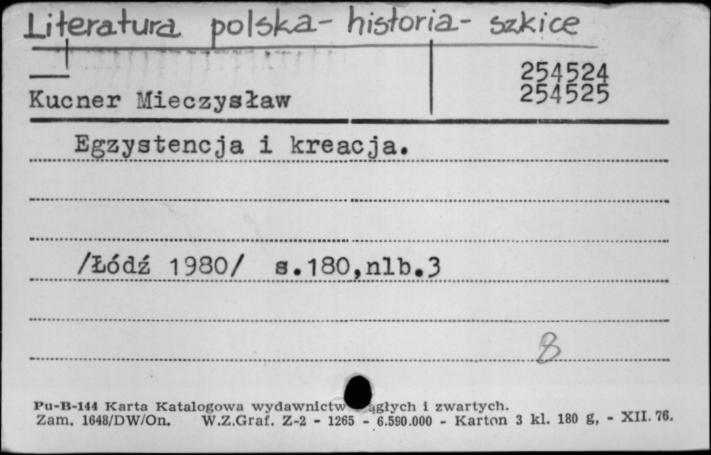 Literatura polska - historia - szkice
254524
Kucner Mieczysław 254525
Egzystencja i kreacja.
/Łódź 1980/ s.180,nlb.3
8
Pu-B-144 Karta Katalogowa wydawnictw i zwartych.
Zam. 1648/DW/On. W.Z.Graf. Z-2 - 1265 - 6.590.000 - Karton 3 kl. 180 g, - XII. 76.